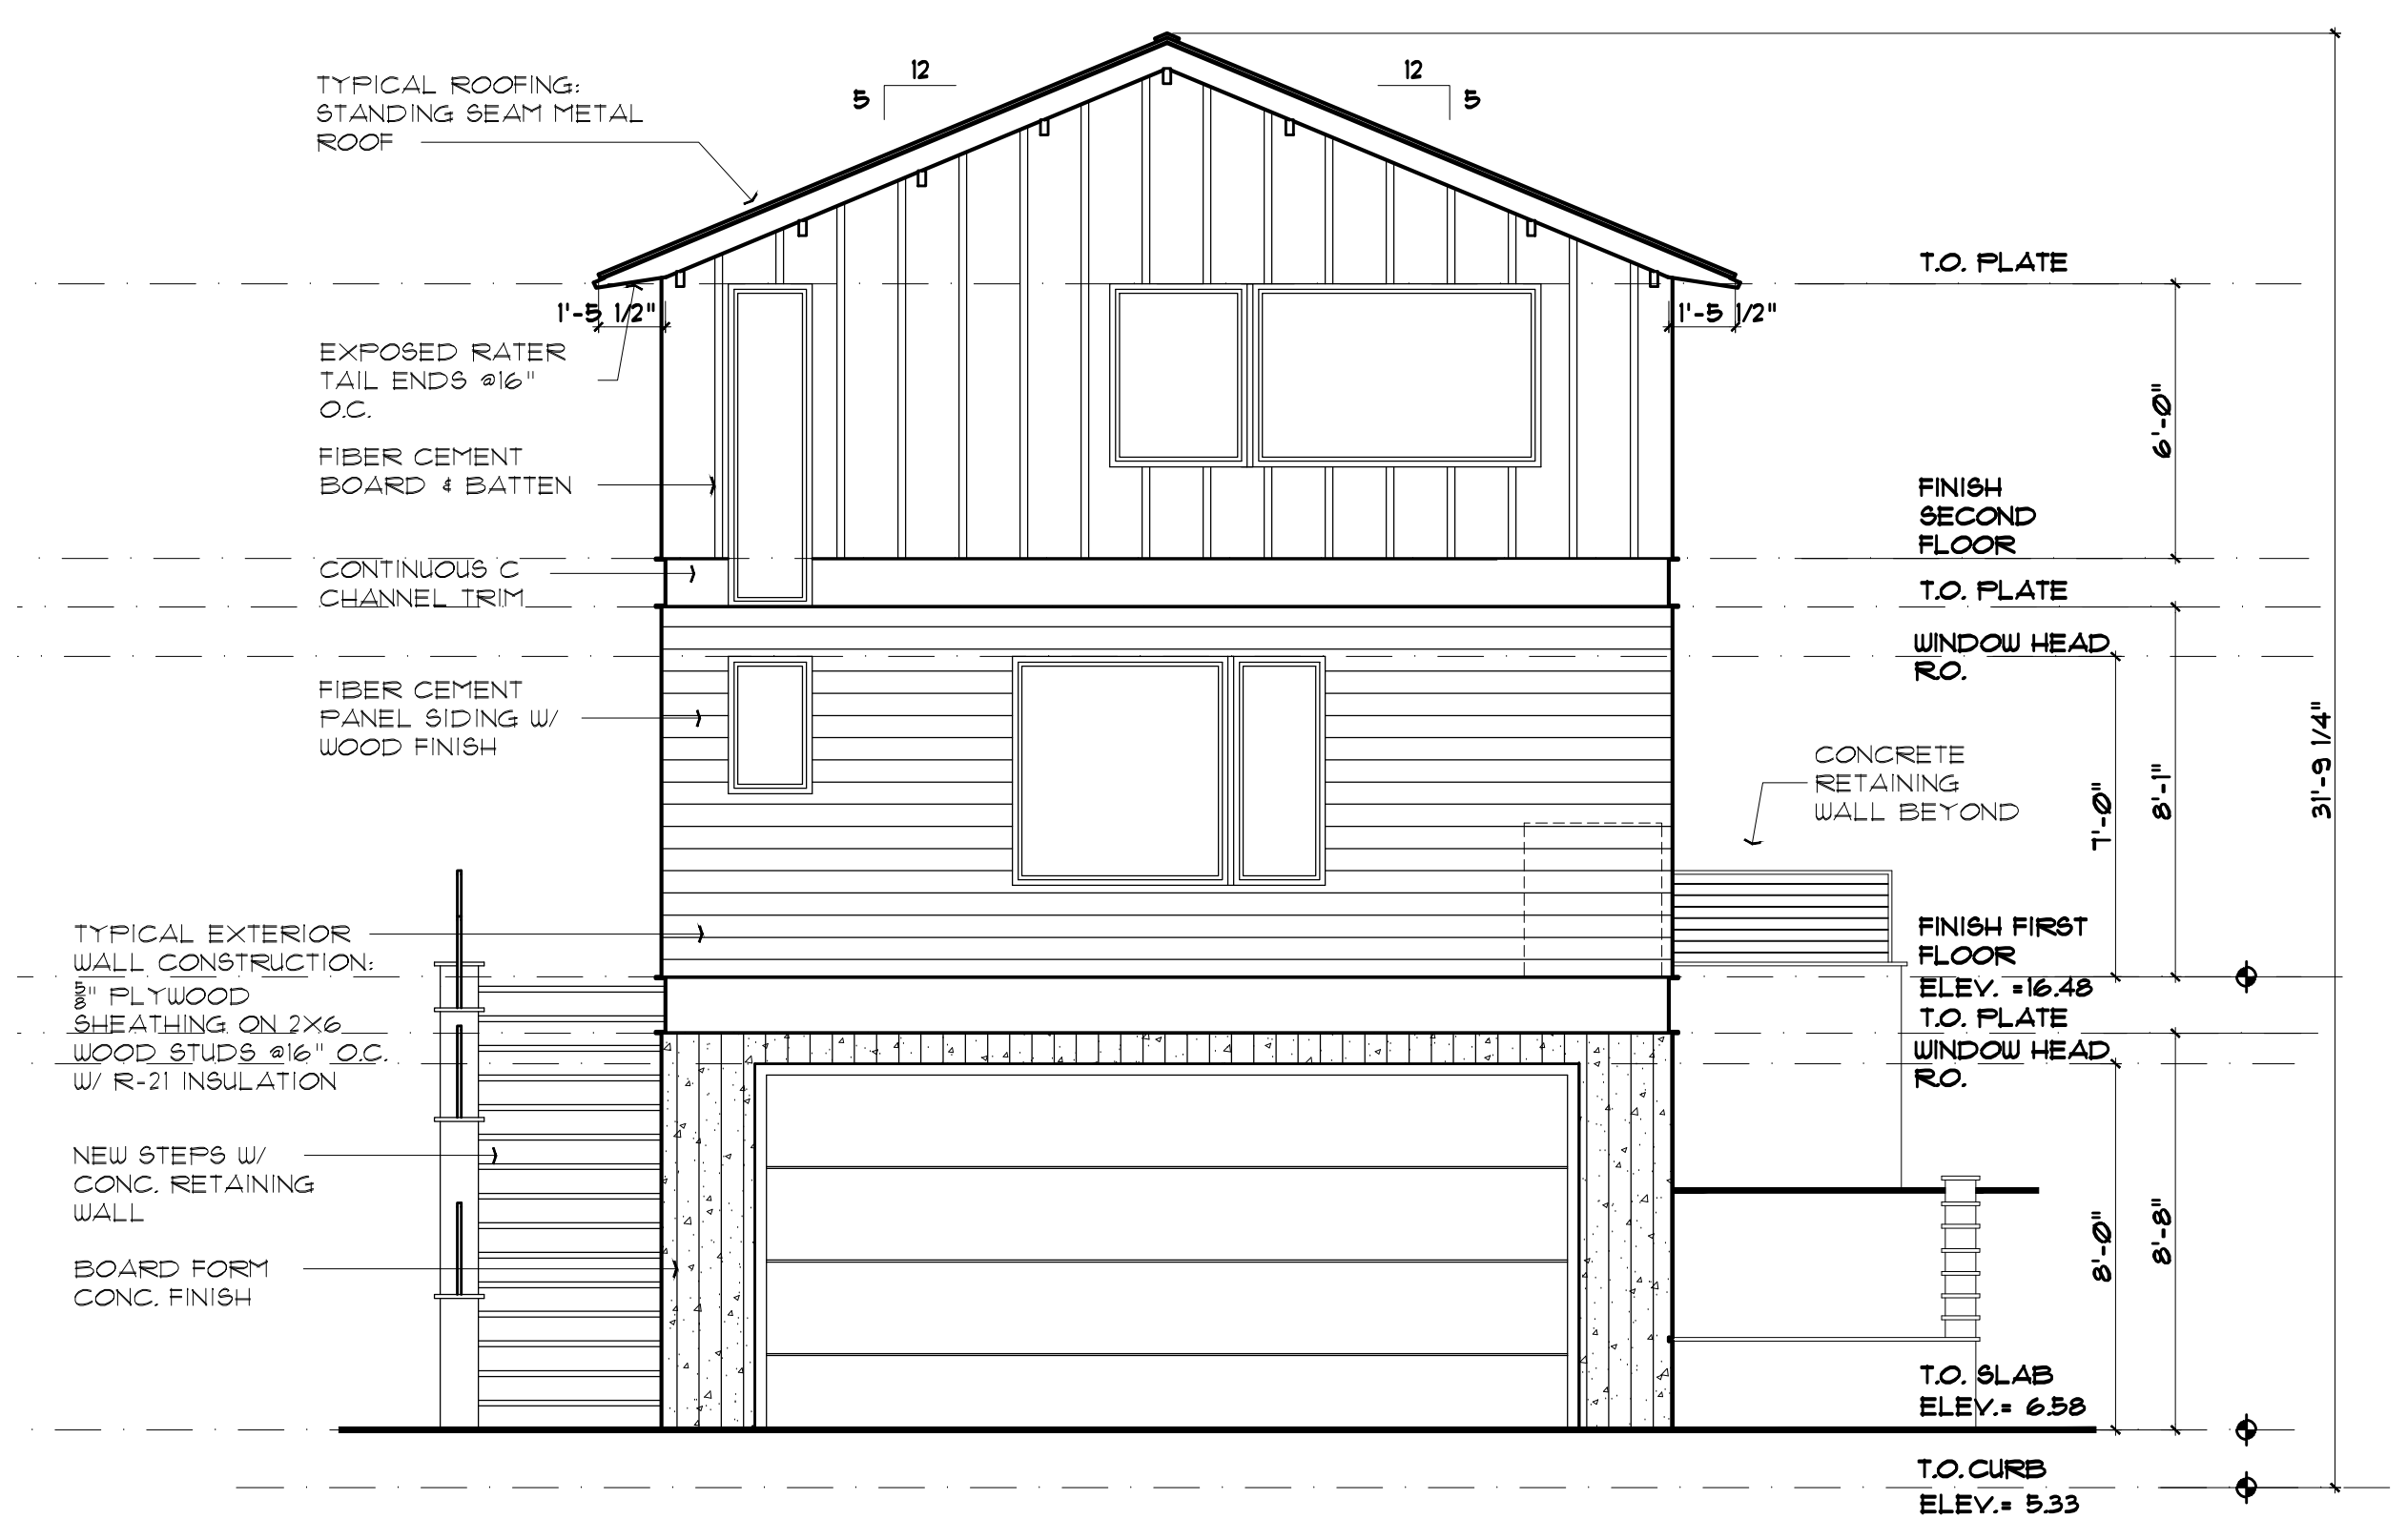 12
12
5
5
TYPICAL ROOFING:
STANDING SEAM METAL
ROOF
T.O. PLATE
1'-5 1/2"
1'-5 1/2"
EXPOSED RATER
TAIL ENDS @16"
O.C.
6'-0"
FIBER CEMENT
BOARD & BATTEN
FINISH
SECOND
FLOOR
CONTINUOUS C
CHANNEL TRIM
T.O. PLATE
WINDOW HEAD
R.O.
FIBER CEMENT
PANEL SIDING W/
WOOD FINISH
31'-9 1/4"
CONCRETE
RETAINING
WALL BEYOND
7'-0"
8'-1"
TYPICAL EXTERIOR
WALL CONSTRUCTION:
5/8" PLYWOOD
SHEATHING ON 2X6
WOOD STUDS @16" O.C.
W/ R-21 INSULATION
FINISH FIRST
FLOOR
ELEV. =16.48
T.O. PLATE
WINDOW HEAD
R.O.
NEW STEPS W/
CONC. RETAINING
WALL
8'-0"
8'-8"
BOARD FORM
CONC. FINISH
T.O. SLAB
ELEV.= 6.58
T.O. CURB
ELEV.= 5.33